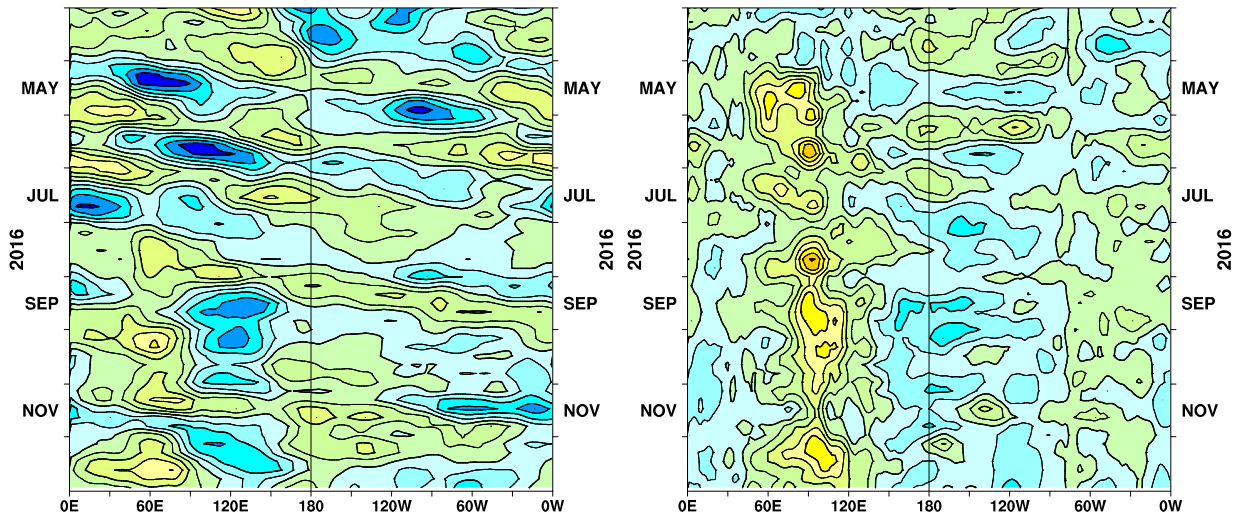 MAY MAY MAY MAY
JUL JUL JUL JUL
2016 2016 2016 2016
SEP SEP SEP SEP
NOV NOV NOV NOV
0E 60E 120E 180 120W 60W 0W 0E 60E 120E 180 120W 60W 0W